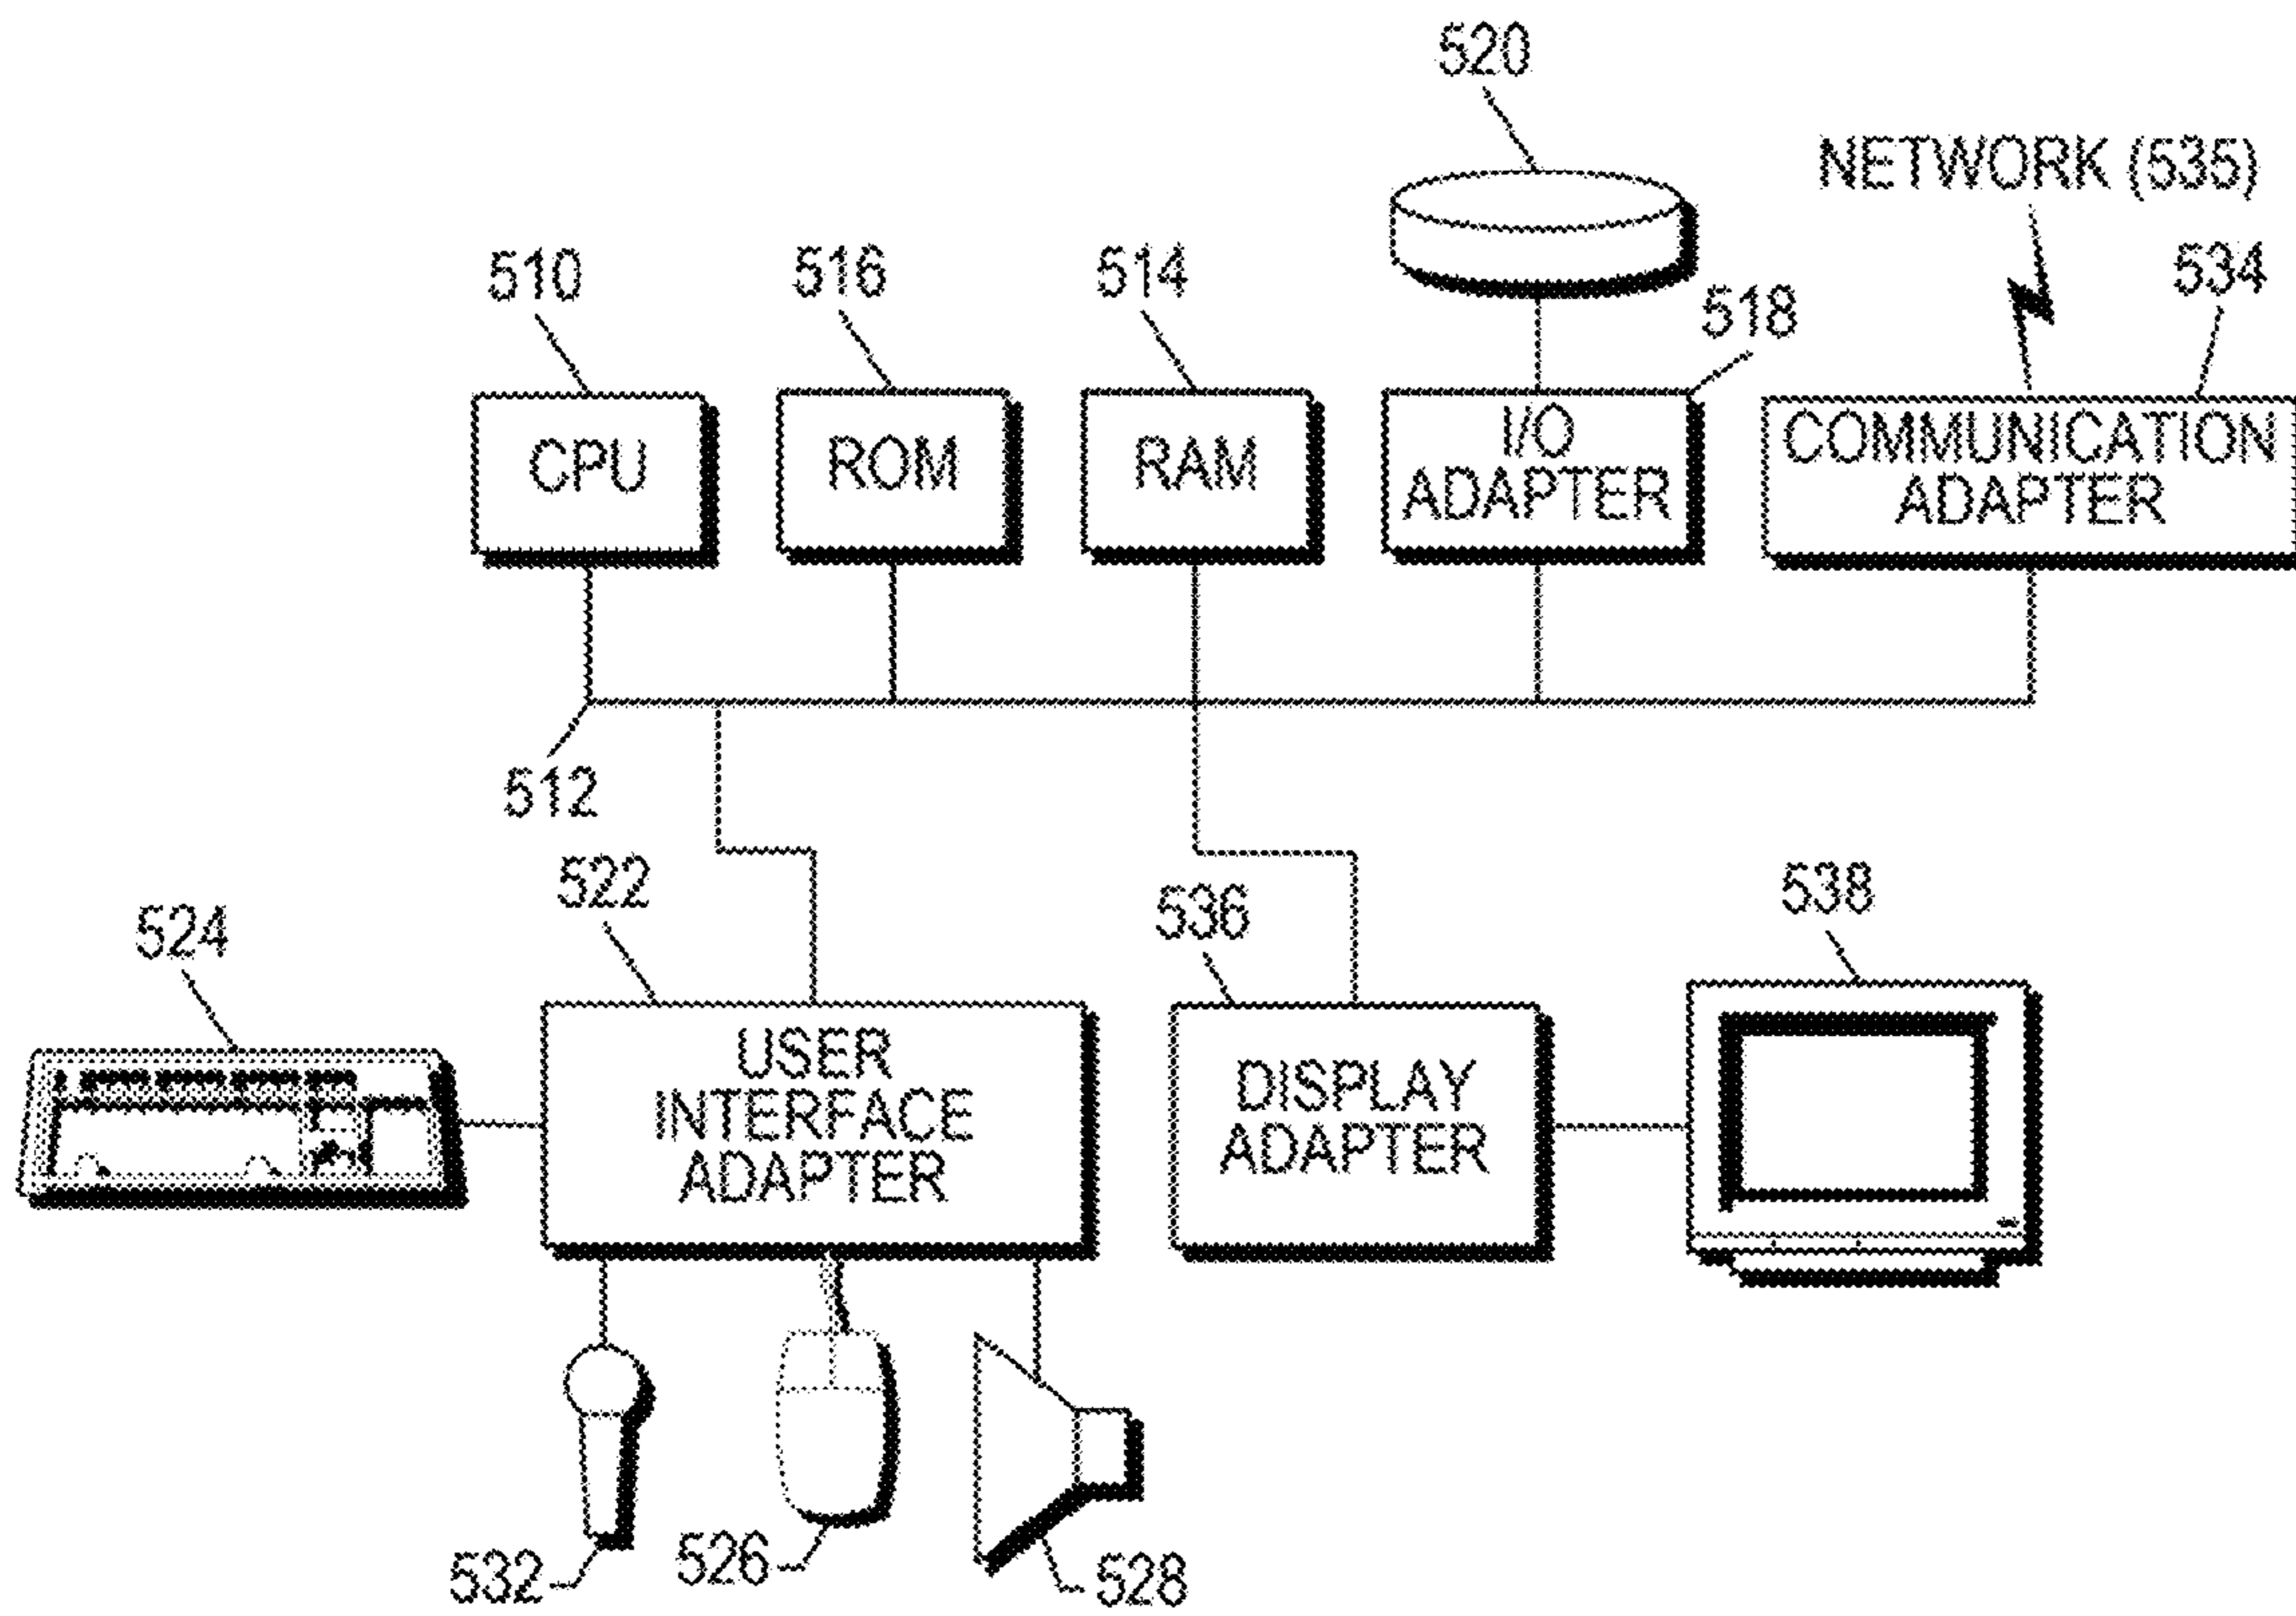 520
NETWORK (535)
510
516
514
518
534
CPU
ROM
RAM
I/O
ADAPTER
COMMUNICATION
ADAPTER
512
522
536
538
524
USER
INTERFACE
ADAPTER
DISPLAY
ADAPTER
532
526
528